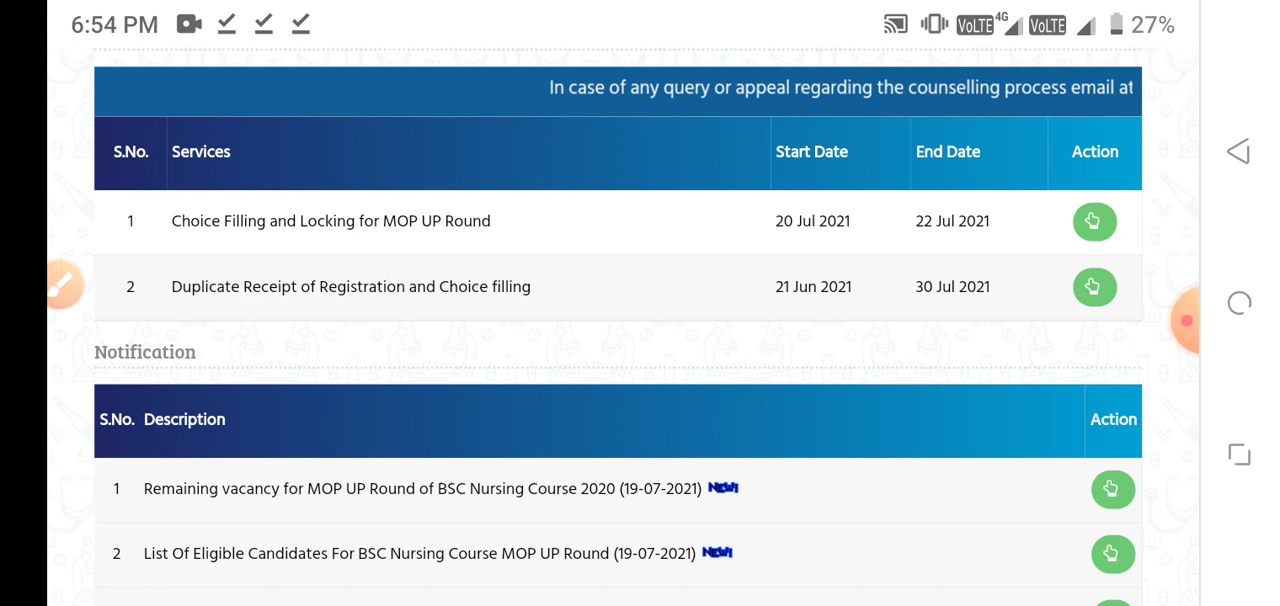 6:54 PM VoLTE 4G VoLTE 27%
In case of any query or appeal regarding the counselling process email at
S.No. Services Start Date End Date Action
1 Choice Filling and Locking for MOP UP Round 20 Jul 2021 22 Jul 2021
2 Duplicate Receipt of Registration and Choice filling 21 Jun 2021 30 Jul 2021
Notification
S.No. Description Action
1 Remaining vacancy for MOP UP Round of BSC Nursing Course 2020 (19-07-2021) NEW!
2 List Of Eligible Candidates For BSC Nursing Course MOP UP Round (19-07-2021) NEW!